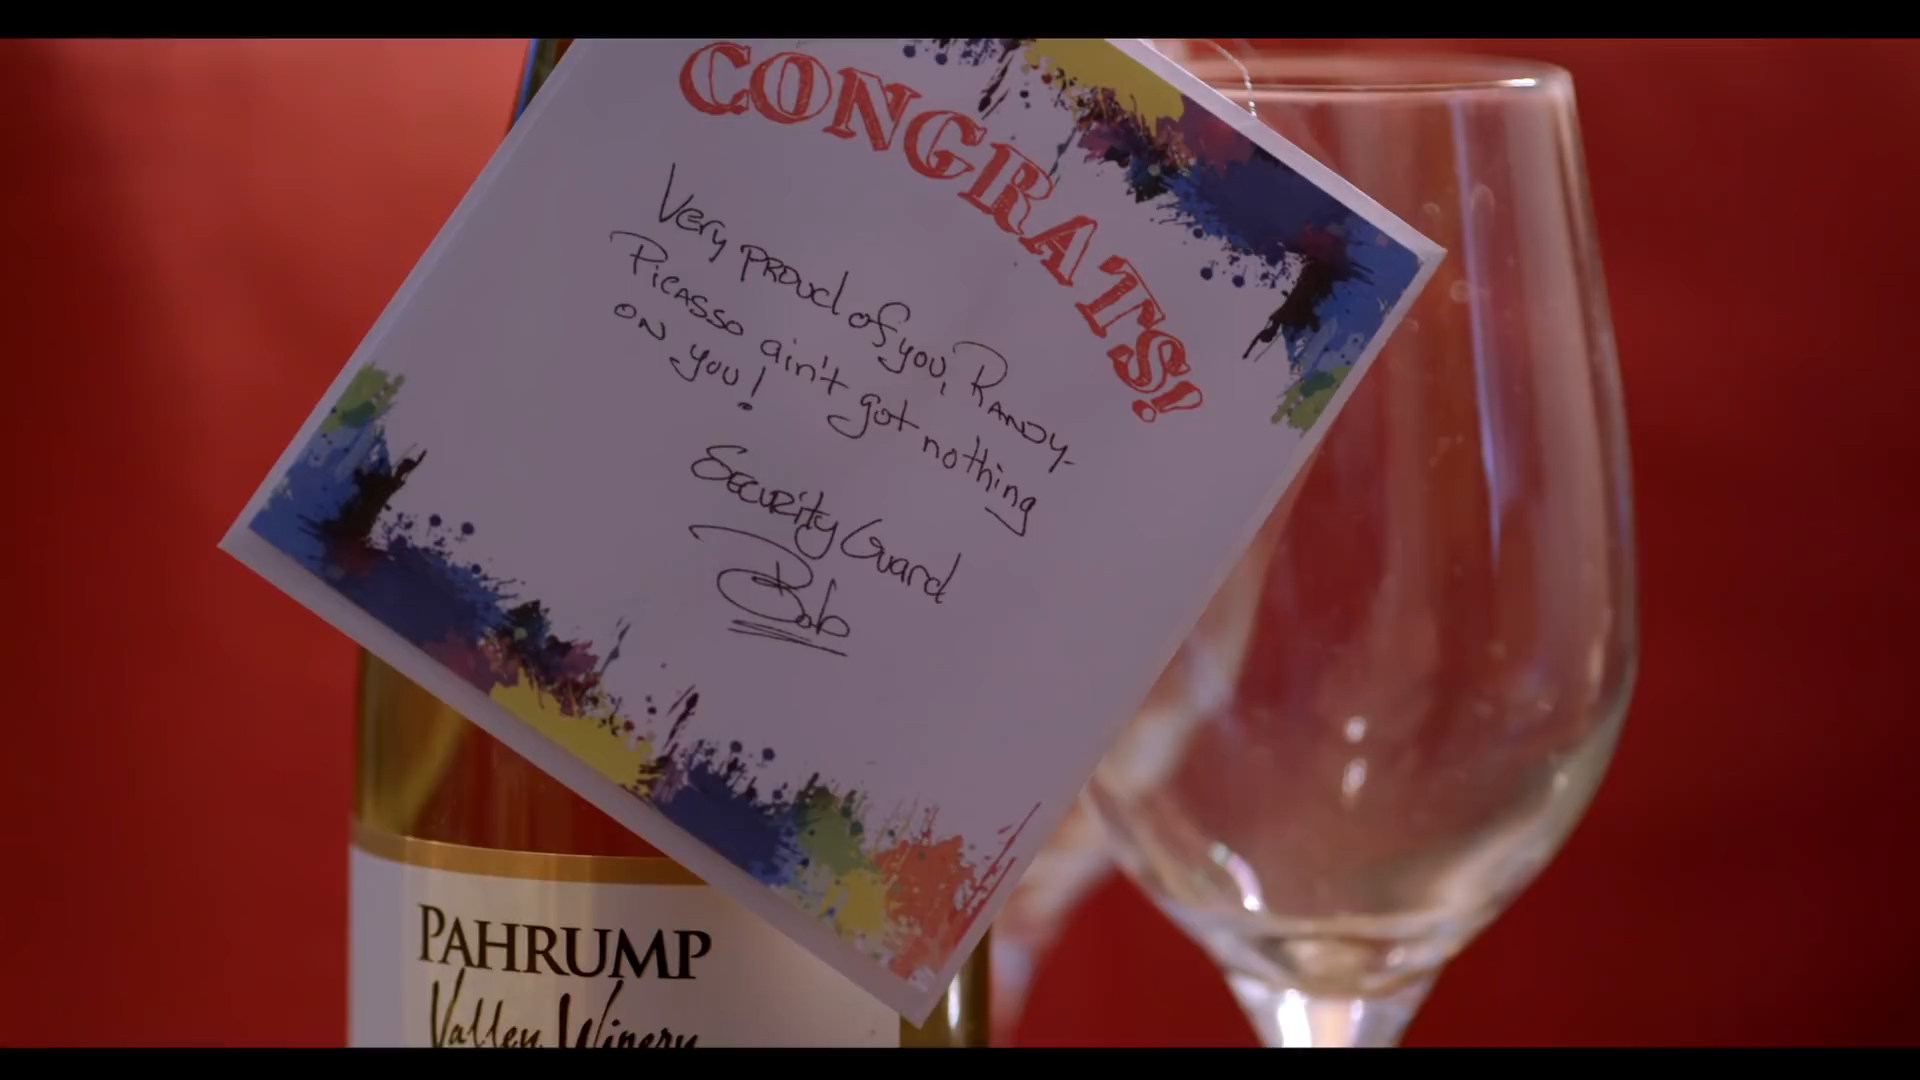 CONGRATS!
Very proud of you, Randy-
Picasso ain't got nothing
on you!
Security Guard
Bob
PAHRUMP
Valley Winery